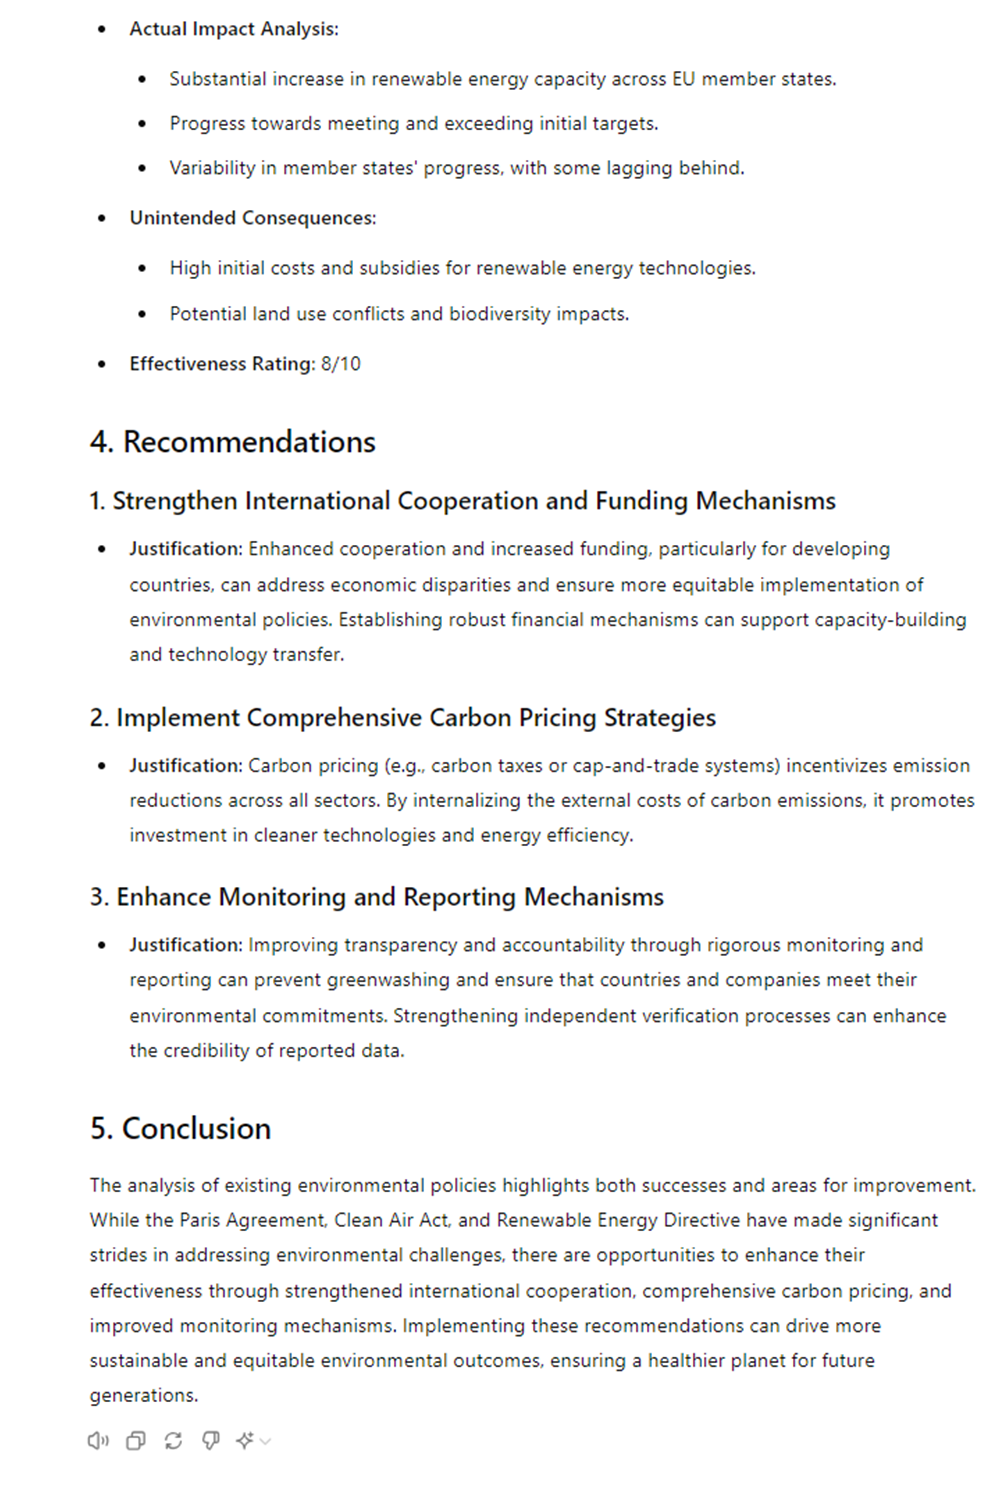 Actual Impact Analysis:
Substantial increase in renewable energy capacity across EU member states.
Progress towards meeting and exceeding initial targets.
Variability in member states' progress, with some lagging behind.
Unintended Consequences:
High initial costs and subsidies for renewable energy technologies.
Potential land use conflicts and biodiversity impacts.
Effectiveness Rating: 8/10
4. Recommendations
1. Strengthen International Cooperation and Funding Mechanisms
Justification: Enhanced cooperation and increased funding, particularly for developing
countries, can address economic disparities and ensure more equitable implementation of
environmental policies. Establishing robust financial mechanisms can support capacity-building
and technology transfer.
2. Implement Comprehensive Carbon Pricing Strategies
Justification: Carbon pricing (e.g., carbon taxes or cap-and-trade systems) incentivizes emission
reductions across all sectors. By internalizing the external costs of carbon emissions, it promotes
investment in cleaner technologies and energy efficiency.
3. Enhance Monitoring and Reporting Mechanisms
Justification: Improving transparency and accountability through rigorous monitoring and
reporting can prevent greenwashing and ensure that countries and companies meet their
environmental commitments. Strengthening independent verification processes can enhance
the credibility of reported data.
5. Conclusion
The analysis of existing environmental policies highlights both successes and areas for improvement.
While the Paris Agreement, Clean Air Act, and Renewable Energy Directive have made significant
strides in addressing environmental challenges, there are opportunities to enhance their
effectiveness through strengthened international cooperation, comprehensive carbon pricing, and
improved monitoring mechanisms. Implementing these recommendations can drive more
sustainable and equitable environmental outcomes, ensuring a healthier planet for future
generations.